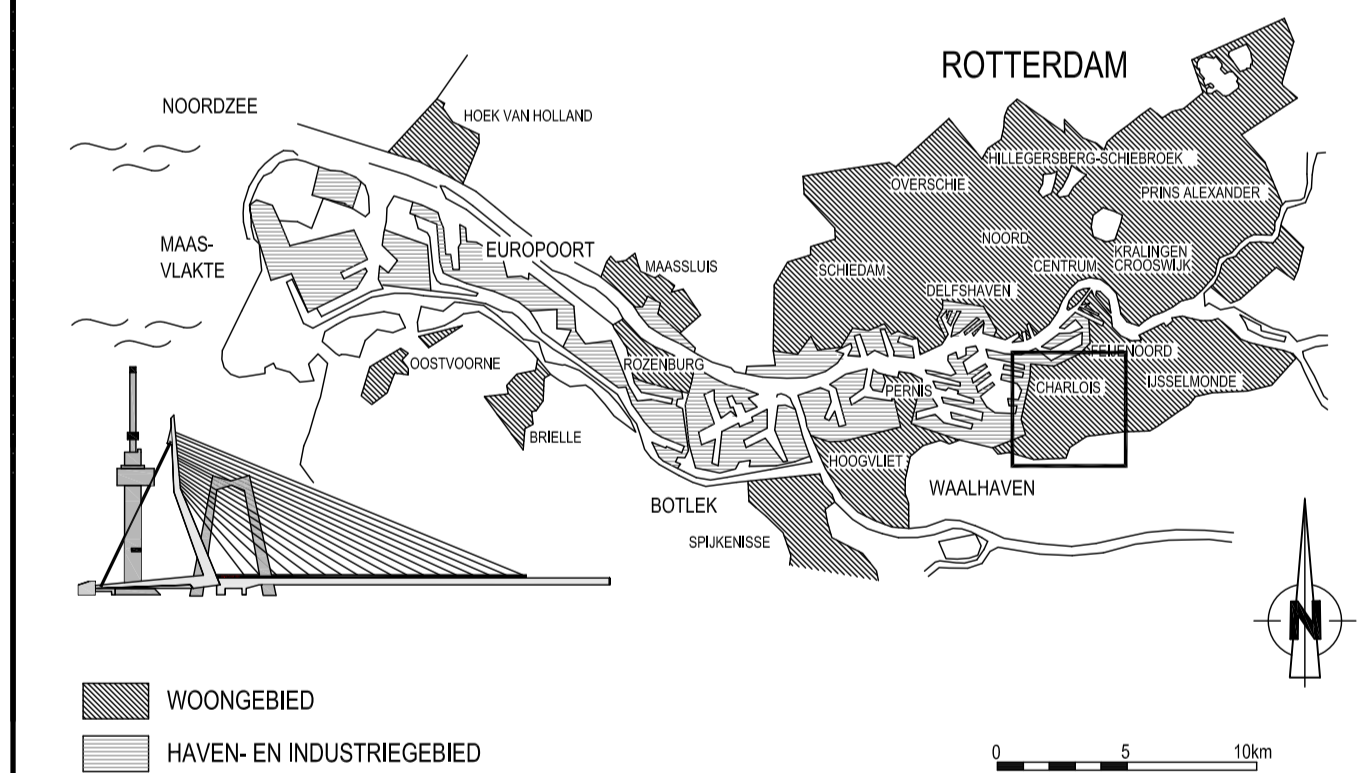 ROTTERDAM
NOORDZEE
HOEK VAN HOLLAND
HILLEGERSBERG-SCHIEBROEK
OVERSCHIE
PRINS ALEXANDER
MAAS-
VLAKTE
EUROPOORT
NOORD
MAASSLUIS
SCHIEDAM
CENTRUM
KRALINGEN
CROOSWIJK
DELFSHAVEN
OOSTVOORNE
ROZENBURG
FEIJENOORD
PERNIS
CHARLOIS
IJSSELMONDE
BRIELLE
HOOGVLIET
WAALHAVEN
BOTLEK
SPIJKENISSE
N
WOONGEBIED
HAVEN- EN INDUSTRIEGEBIED
0 5 10km